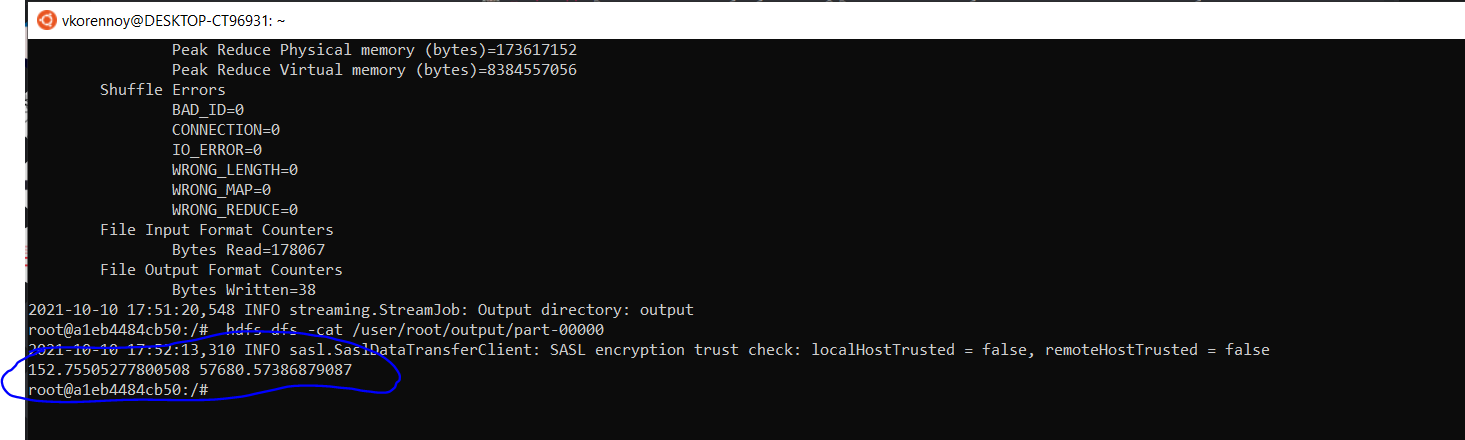 vkorennoy@DESKTOP-CT96931: ~
Peak Reduce Physical memory (bytes)=173617152
Peak Reduce Virtual memory (bytes)=8384557056
Shuffle Errors
BAD_ID=0
CONNECTION=0
IO_ERROR=0
WRONG_LENGTH=0
WRONG_MAP=0
WRONG_REDUCE=0
File Input Format Counters
Bytes Read=178067
File Output Format Counters
Bytes Written=38
2021-10-10 17:51:20,548 INFO streaming.StreamJob: Output directory: output
root@a1eb4484cb50:/#  hdfs dfs -cat /user/root/output/part-00000
2021-10-10 17:52:13,310 INFO sasl.SaslDataTransferClient: SASL encryption trust check: localHostTrusted = false, remoteHostTrusted = false
152.75505277800508 57680.57386879087
root@a1eb4484cb50:/#